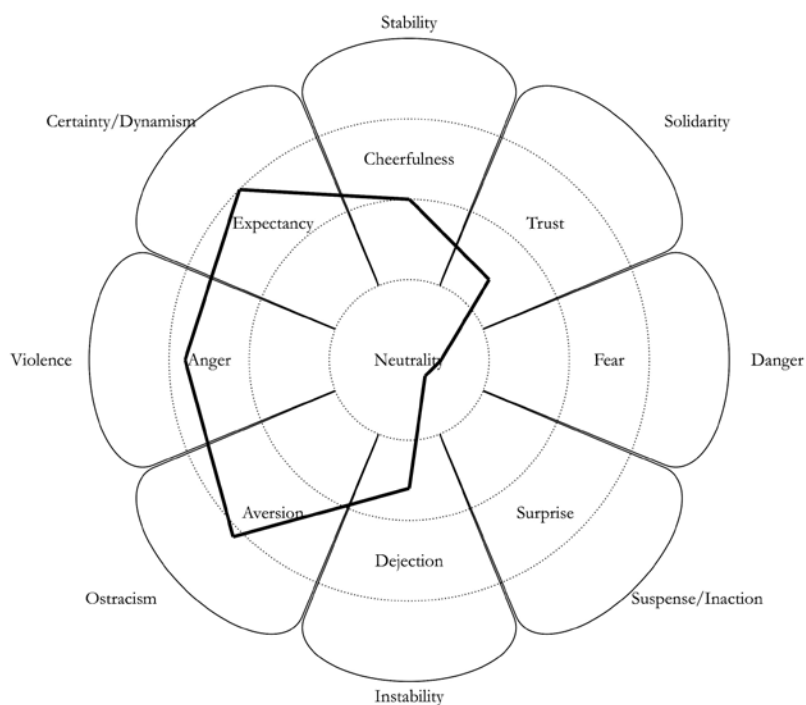 Stability
Certainty/Dynamism
Solidarity
Cheerfulness
Expectancy
Trust
Violence
Anger
Neutrality
Fear
Danger
Aversion
Surprise
Dejection
Ostracism
Suspense/Inaction
Instability